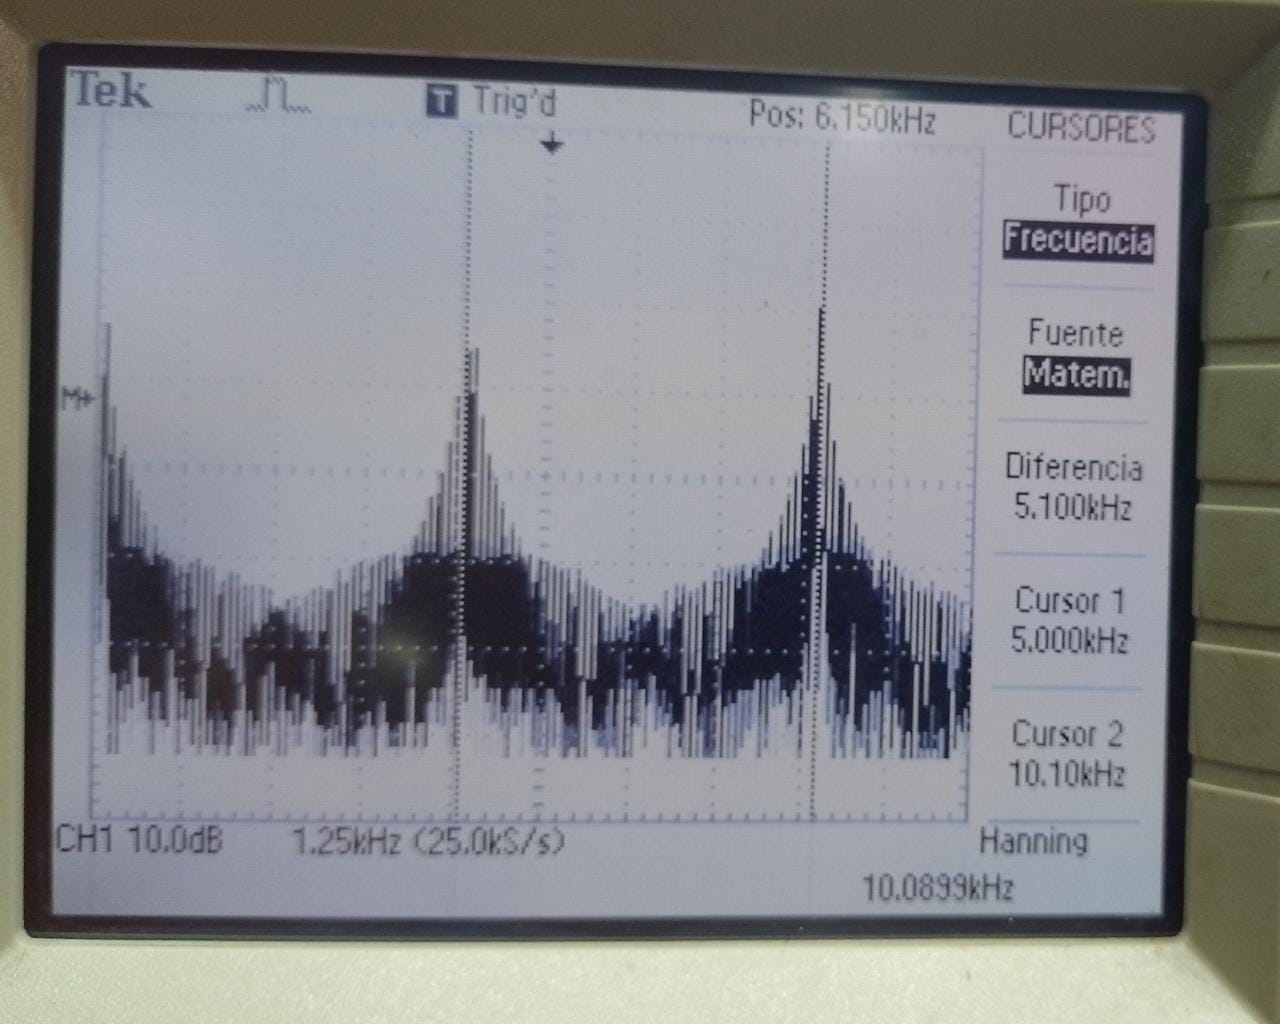 Tek
T Trig'd
Pos: 6.150kHz
CURSORES
Tipo
Frecuencia
Fuente
Matem.
M
Diferencia
5.100kHz
Cursor 1
5.000kHz
Cursor 2
10.10kHz
CH1 10.0dB
1.25kHz (25.0kS/s)
Hanning
10.0899kHz